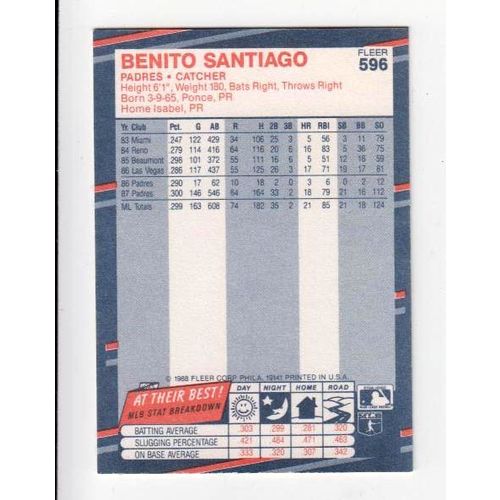 BENITO SANTIAGO
PADRES • CATCHER
Height 6'1", Weight 180, Bats Right, Throws Right
Born 3-9-65, Ponce, PR
Home Isabel, PR
FLEER
596
Yr. Club Pct. G AB R H 2B 3B HR RBI SB BB SO
83 Miami .247 122 429 34 106 25 3 5 56 3 11 79
84 Reno .279 114 416 64 116 20 6 16 83 5 36 75
85 Beaumont .298 101 372 55 111 16 6 5 52 12 16 59
86 Las Vegas .286 117 437 55 125 26 3 17 71 19 17 81
86 Padres .290 17 62 10 18 2 0 3 6 0 2 12
87 Padres .300 146 546 64 164 33 2 18 79 21 16 112
ML Totals .299 163 608 74 182 35 2 21 85 21 18 124
© 1988 FLEER CORP. PHILA. 19141 PRINTED IN U.S.A.
AT THEIR BEST!
MLB STAT BREAKDOWN
DAY NIGHT HOME ROAD
BATTING AVERAGE .303 .299 .281 .320
SLUGGING PERCENTAGE .421 .484 .471 .463
ON BASE AVERAGE .333 .320 .307 .342